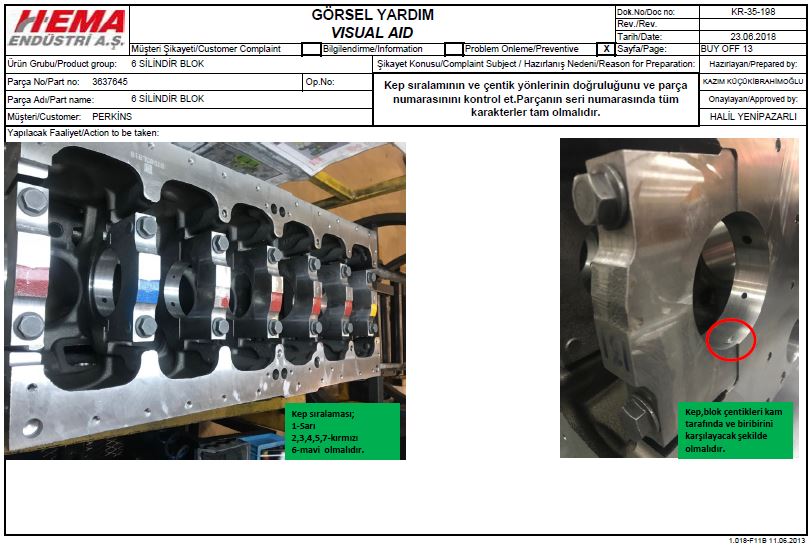 HEMA
ENDÜSTRİ A.Ş.
GÖRSEL YARDIM
VISUAL AID
Müşteri Şikayeti/Customer Complaint
Bilgilendirme/Information
Problem Önleme/Preventive
X
Dok.No/Doc no:
KR-35-198
Rev./Rev.
Tarih/Date:
23.06.2018
Sayfa/Page:
BUY OFF 13
Ürün Grubu/Product group:
6 SİLİNDİR BLOK
Şikayet Konusu/Complaint Subject / Hazırlanış Nedeni/Reason for Preparation:
Hazırlayan/Prepared by:
Parça No/Part no:
3637645
Op.No:
Kep sıralamının ve çentik yönlerinin doğruluğunu ve parça
numarasınını kontrol et.Parçanın seri numarasında tüm
karakterler tam olmalıdır.
KAZIM KÜÇÜKİBRAHİMOĞLU
Parça Adı/Part name:
6 SİLİNDİR BLOK
Onaylayan/Approved by:
Müşteri/Customer:
PERKİNS
HALİL YENİPAZARLI
Yapılacak Faaliyet/Action to be taken:
Kep sıralaması;
1-Sarı
2,3,4,5,7-kırmızı
6-mavi olmalıdır.
Kep,blok çentikleri kam
tarafında ve biribirini
karşılayacak şekilde
olmalıdır.
1.018-F11B 11.06.2013